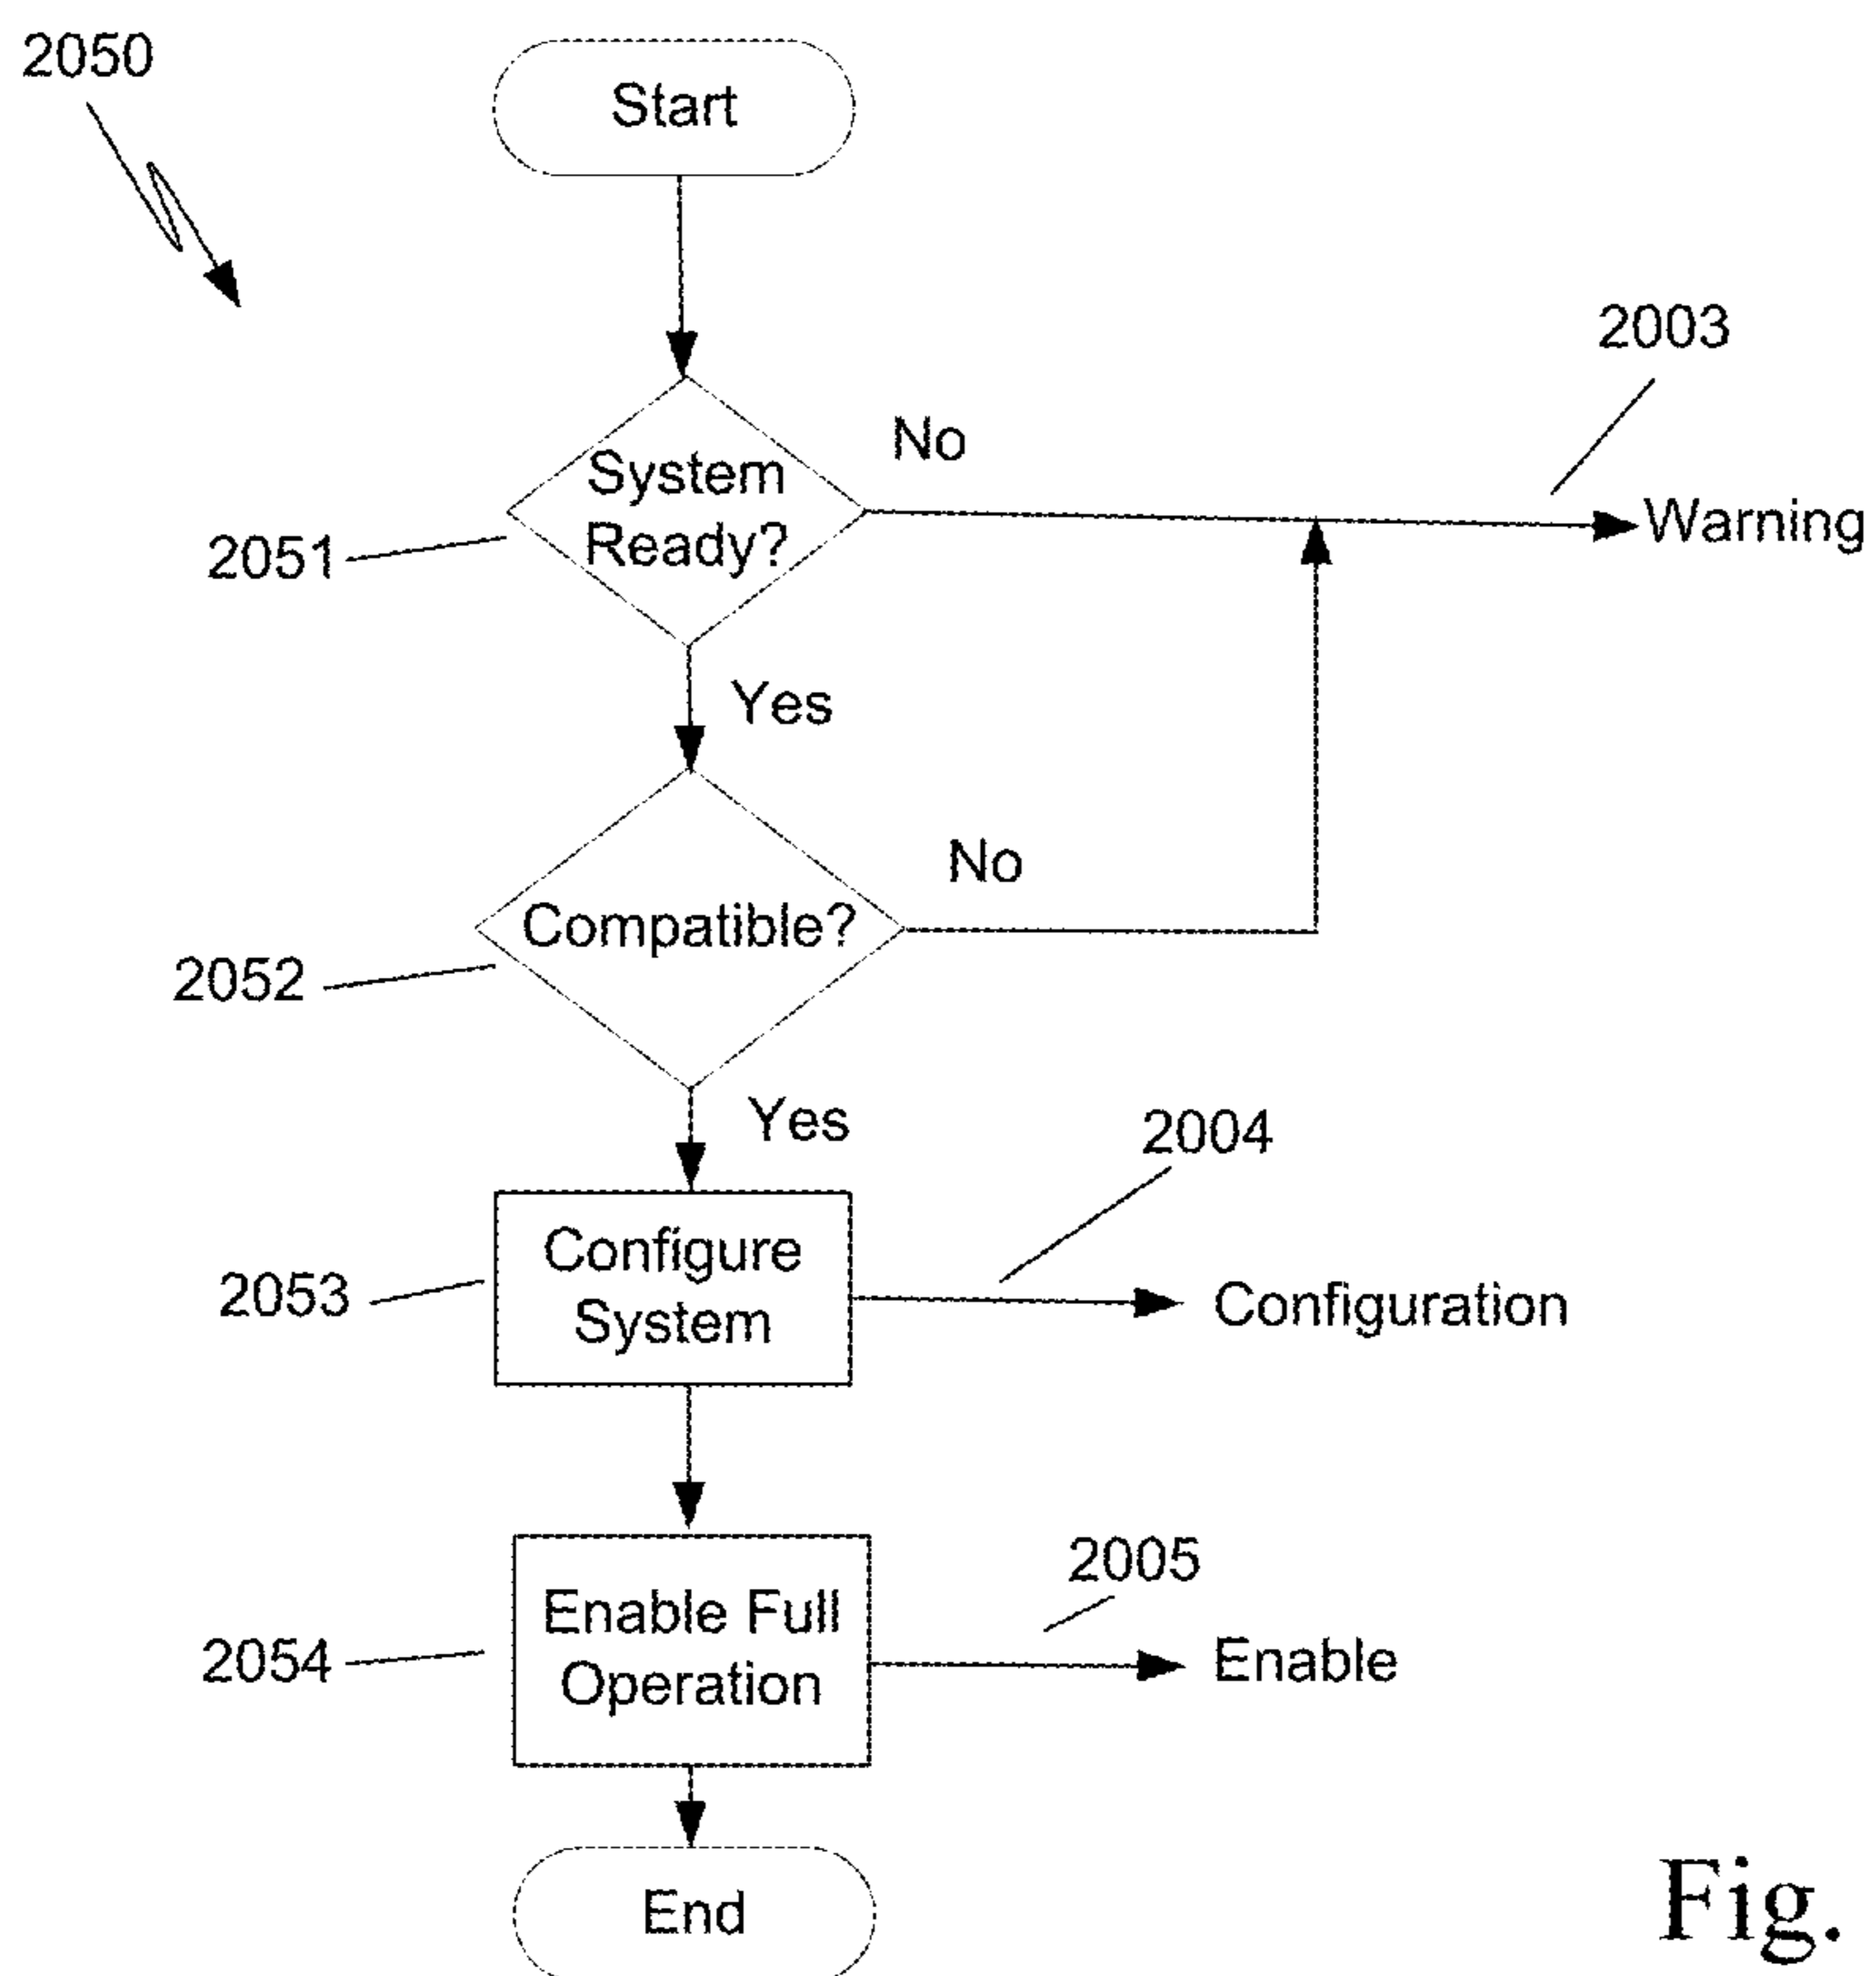 2050
Start
2003
No
System
Ready?
Warning
2051
Yes
No
Compatible?
2052
Yes
2004
Configure
System
2053
Configuration
2005
Enable Full
Operation
2054
Enable
End
Fig.